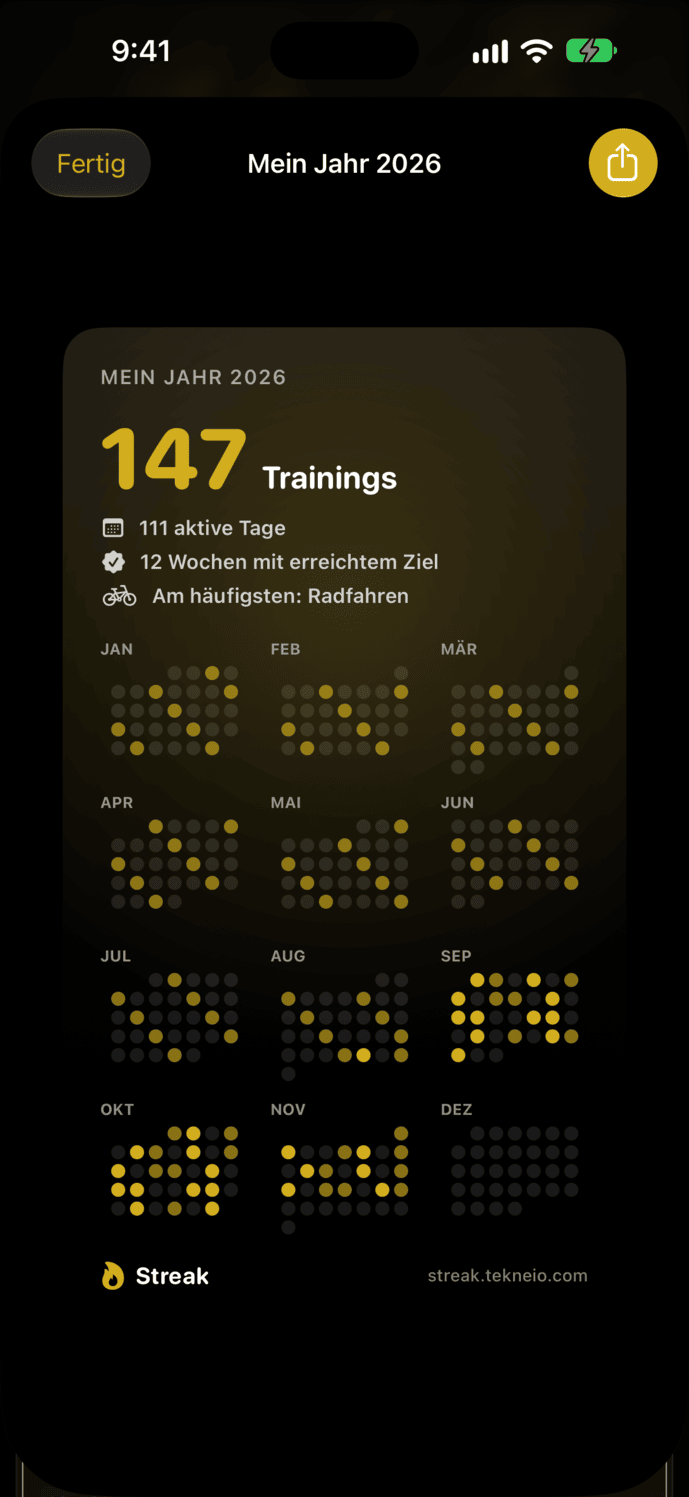 9:41
Fertig
Mein Jahr 2026
MEIN JAHR 2026
147 Trainings
111 aktive Tage
12 Wochen mit erreichtem Ziel
Am häufigsten: Radfahren
JAN FEB MÄR
APR MAI JUN
JUL AUG SEP
OKT NOV DEZ
Streak
streak.tekneio.com